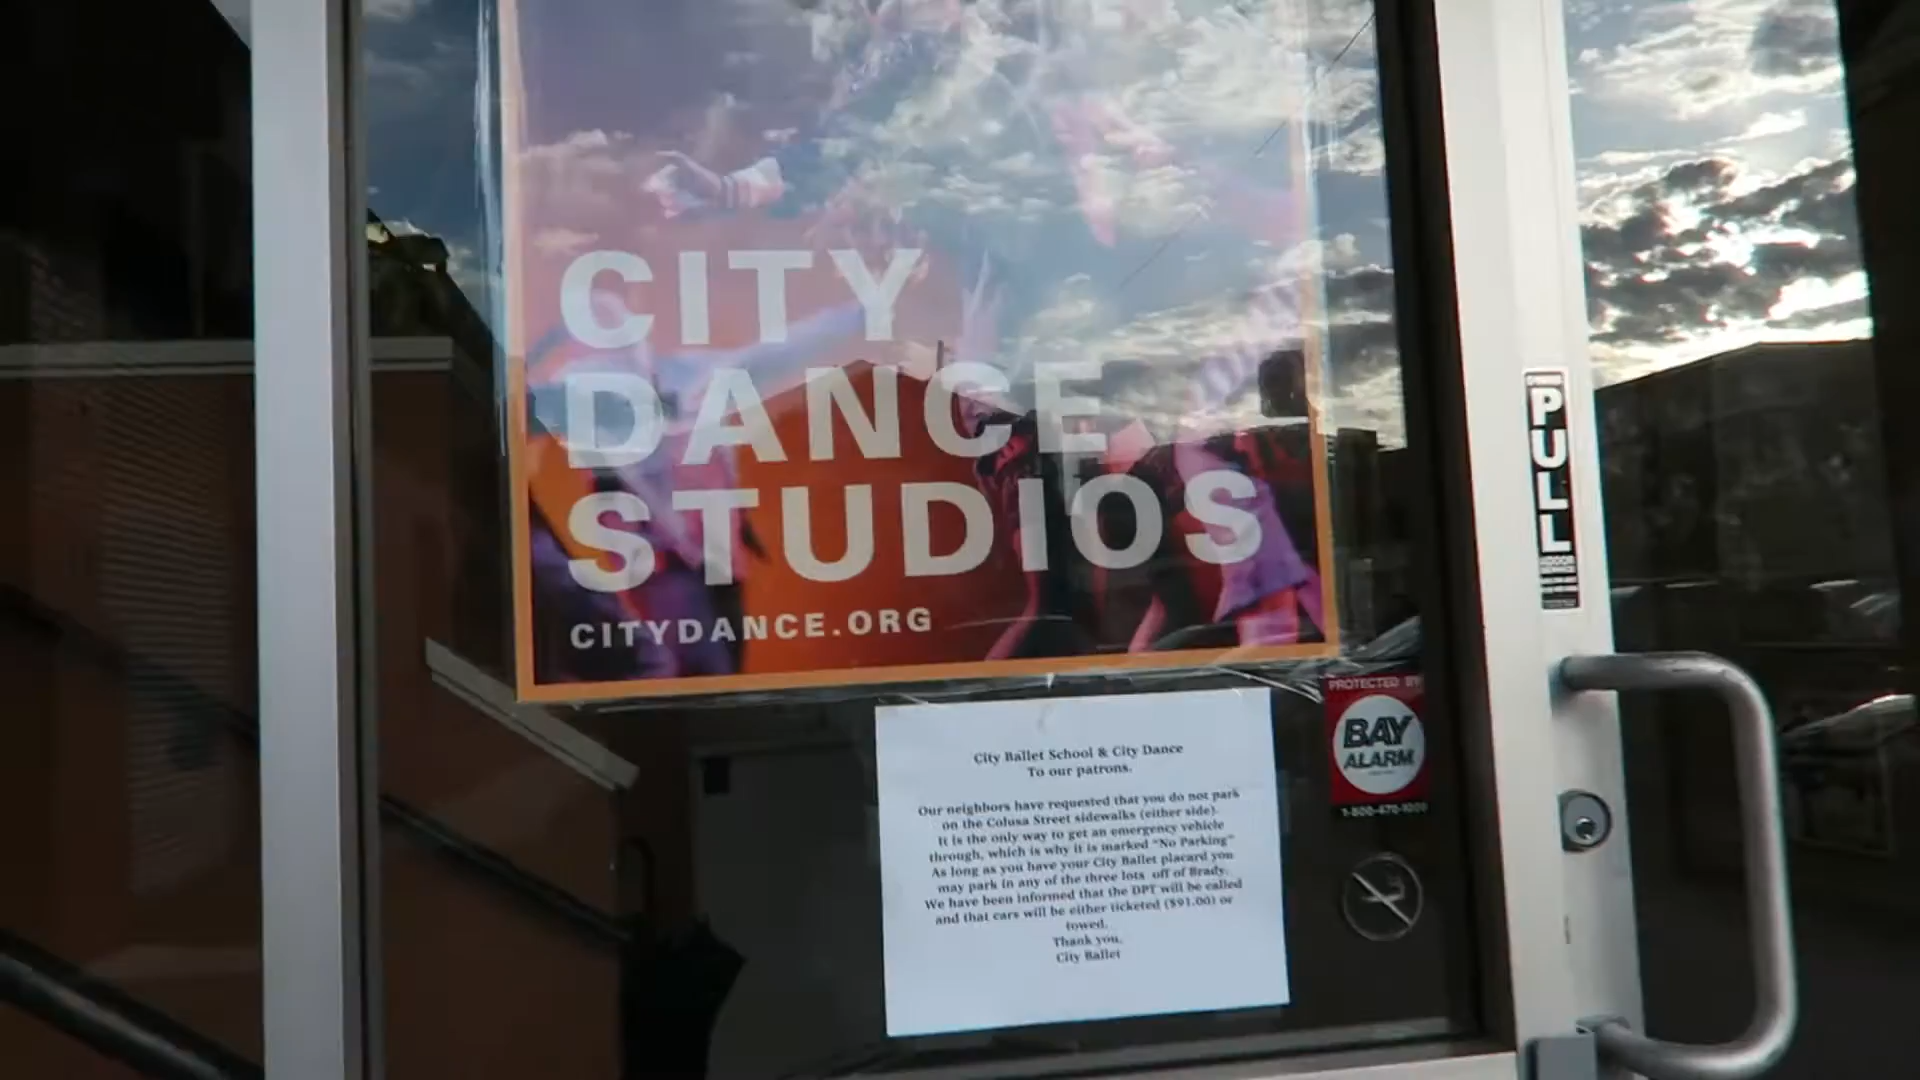 CITY
DANCE
STUDIOS
CITYDANCE.ORG
PULL
City Ballet School & City Dance
To our patrons.
Our neighbors have requested that you do not park
on the Colusa Street sidewalks (either side).
It is the only way to get an emergency vehicle
through, which is why it is marked "No Parking"
As long as you have your City Ballet placard you
may park in any of the three lots off of Brady.
We have been informed that the DPT will be called
and that cars will be either ticketed ($91.00) or
towed.
Thank you.
City Ballet
PROTECTED BY
BAY
ALARM
1-800-470-1000